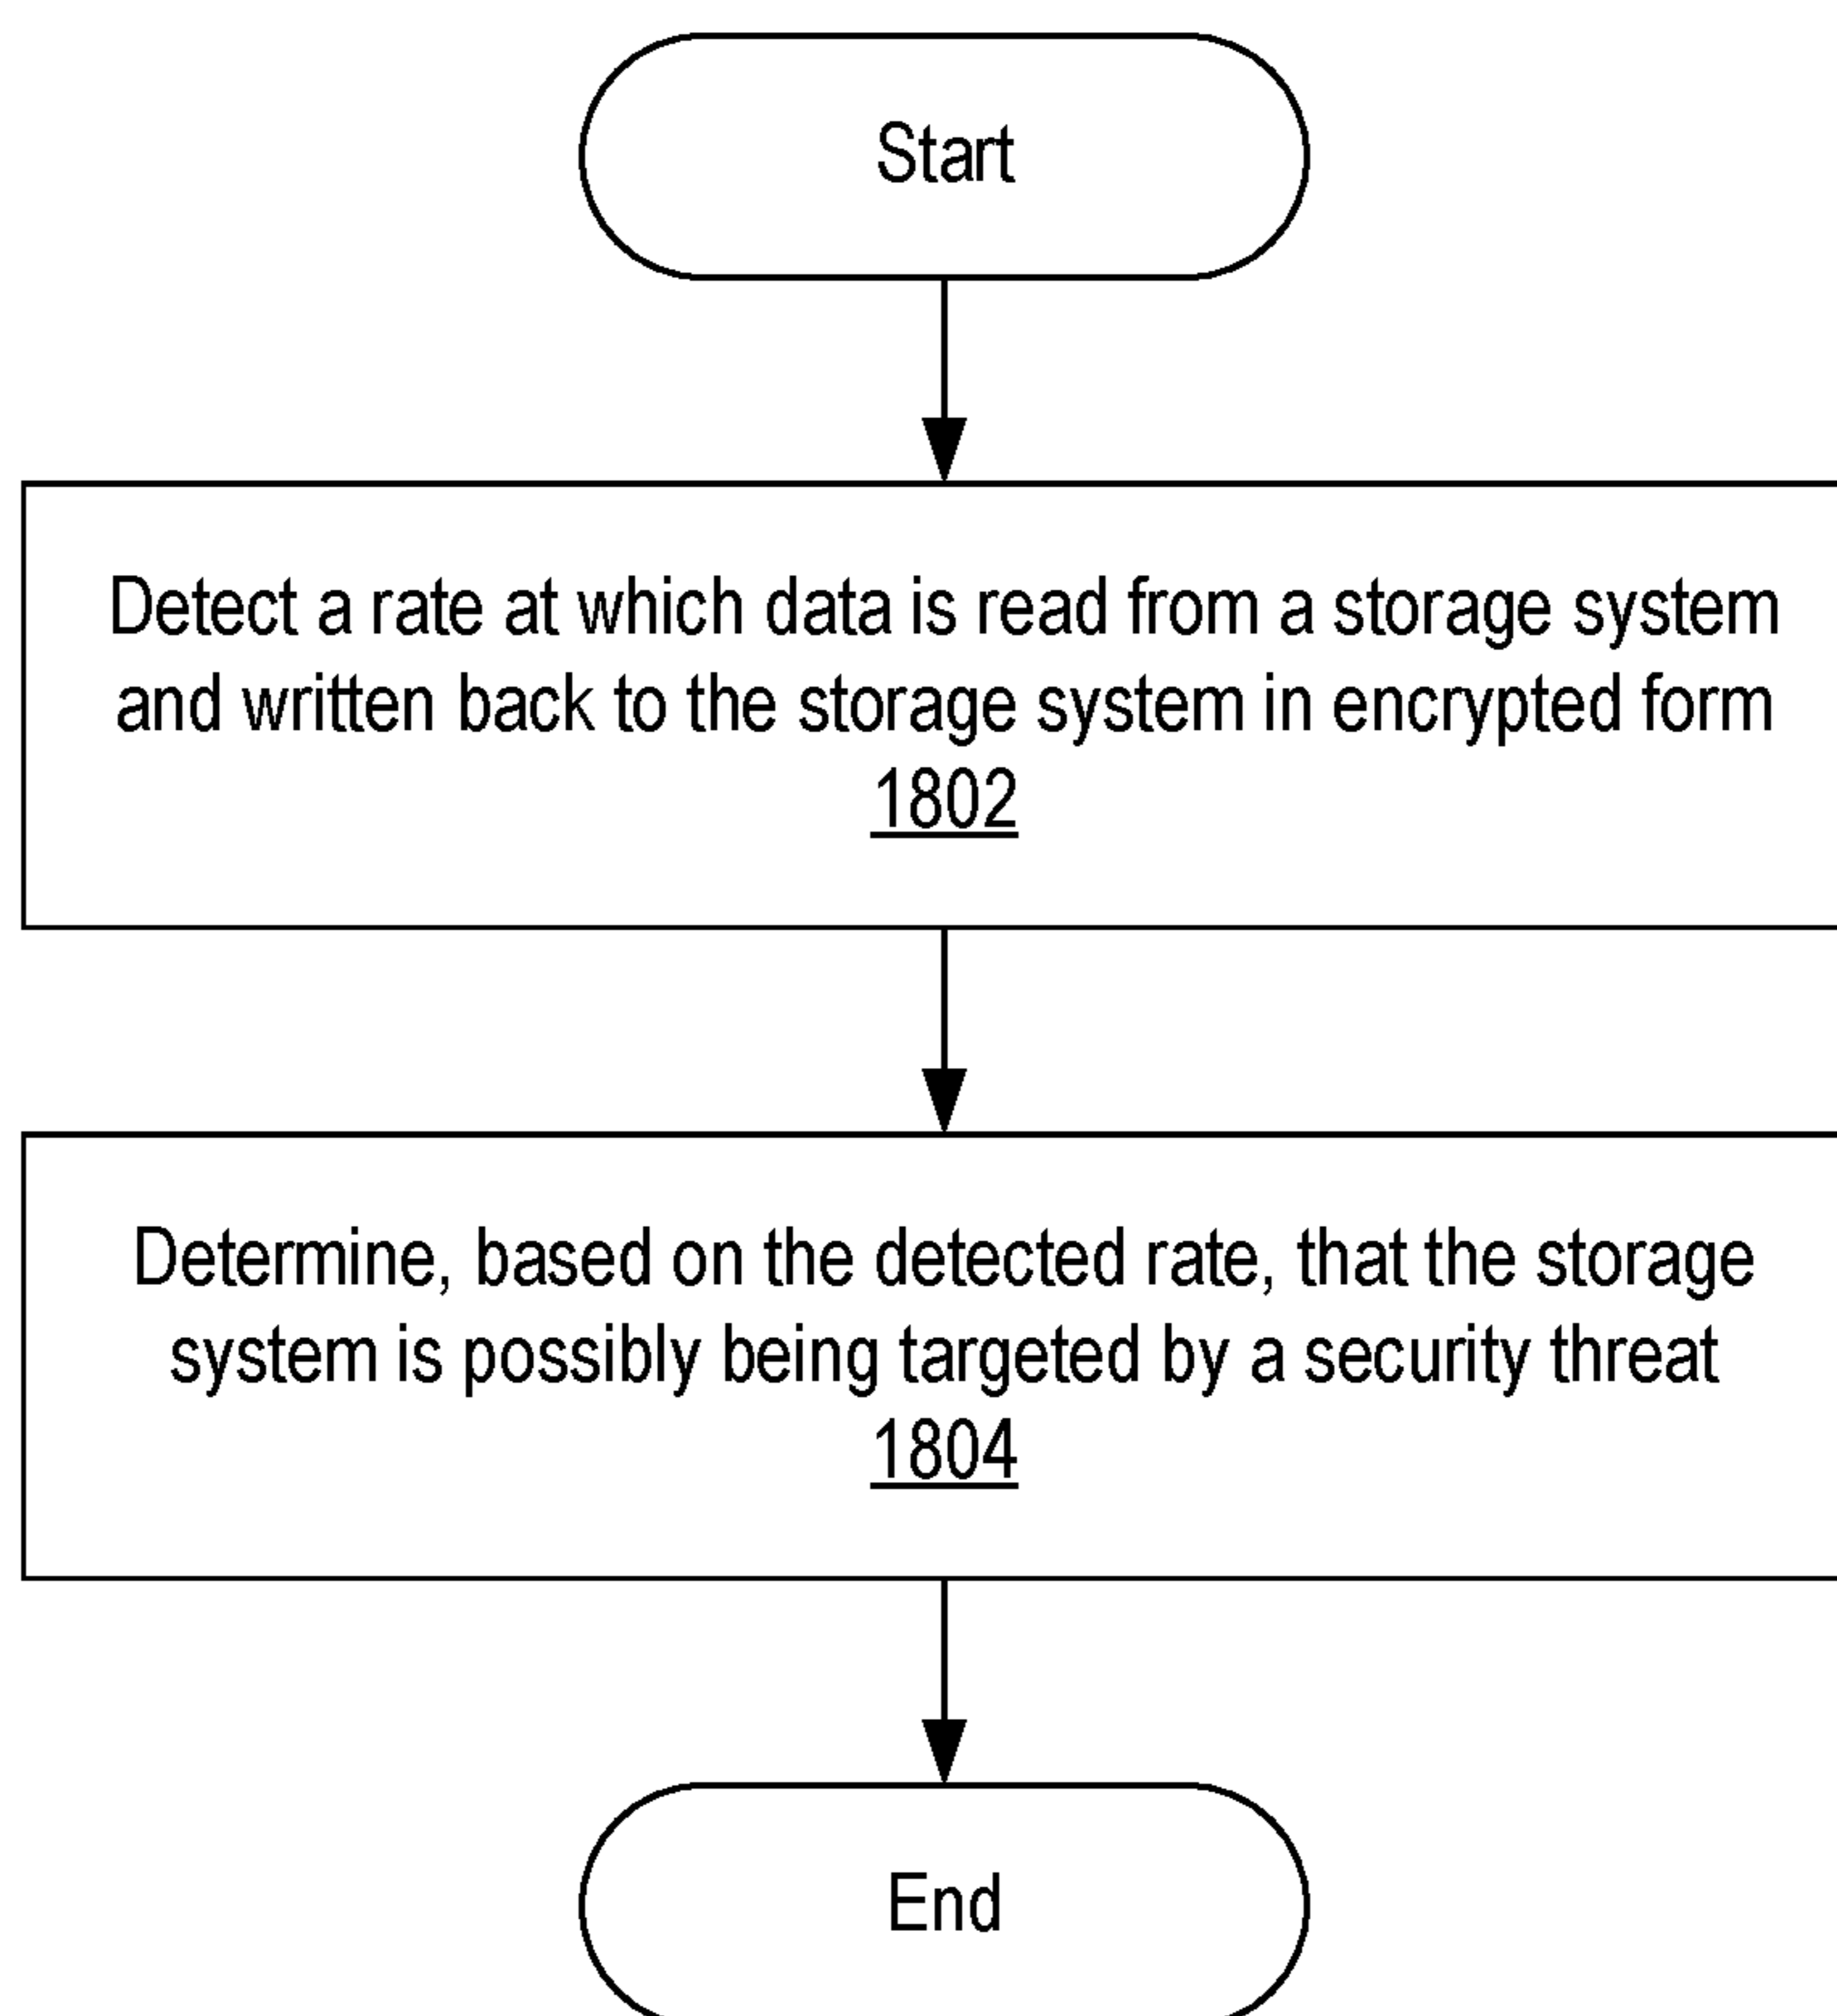 Start
Detect a rate at which data is read from a storage system
and written back to the storage system in encrypted form
1802
Determine, based on the detected rate, that the storage
system is possibly being targeted by a security threat
1804
End